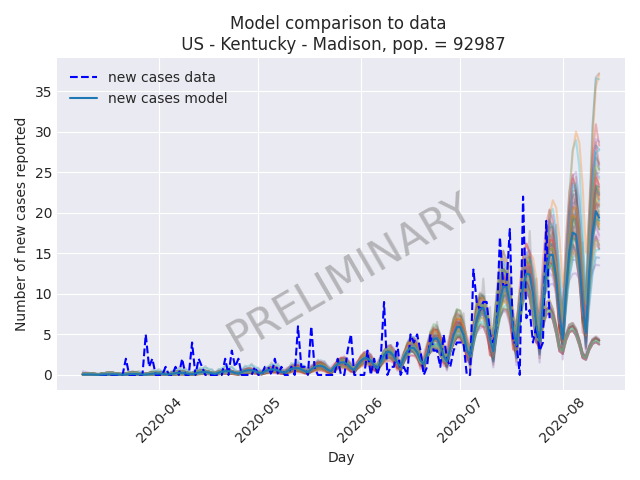 Model comparison to data
US - Kentucky - Madison, pop. = 92987
new cases data
new cases model
Number of new cases reported
35
30
25
20
15
10
5
0
PRELIMINARY
2020-04
2020-05
2020-06
2020-07
2020-08
Day